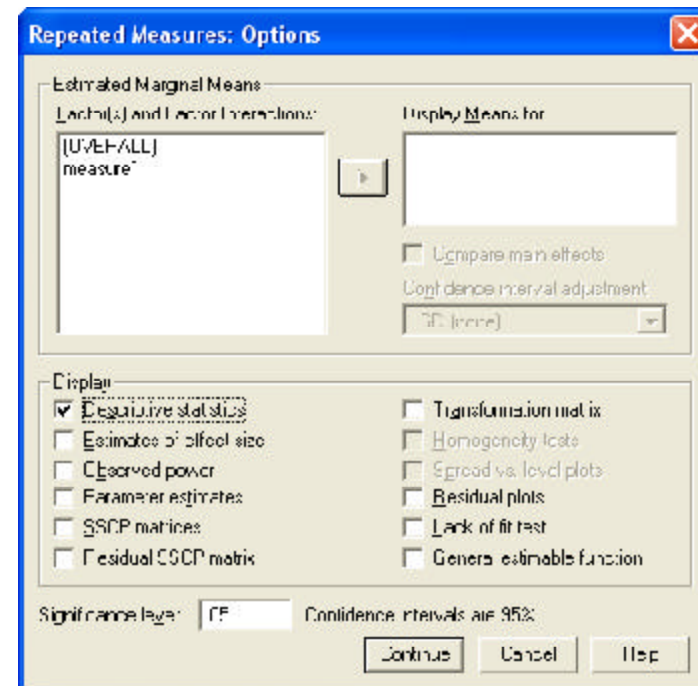 Repeated Measures: Options
Estimated Marginal Means
Factor(s) and Factor Interactions:
Display Means for
(OVERALL)
measure1
Compare main effects
Confidence interval adjustment
LSD (none)
Display
Descriptive statistics
Transformation matrix
Estimates of effect size
Homogeneity tests
Observed power
Spread vs. level plots
Parameter estimates
Residual plots
SSCP matrices
Lack of fit test
Residual SSCP matrix
General estimable function
Significance level: .05 Confidence intervals are 95%
Continue Cancel Help